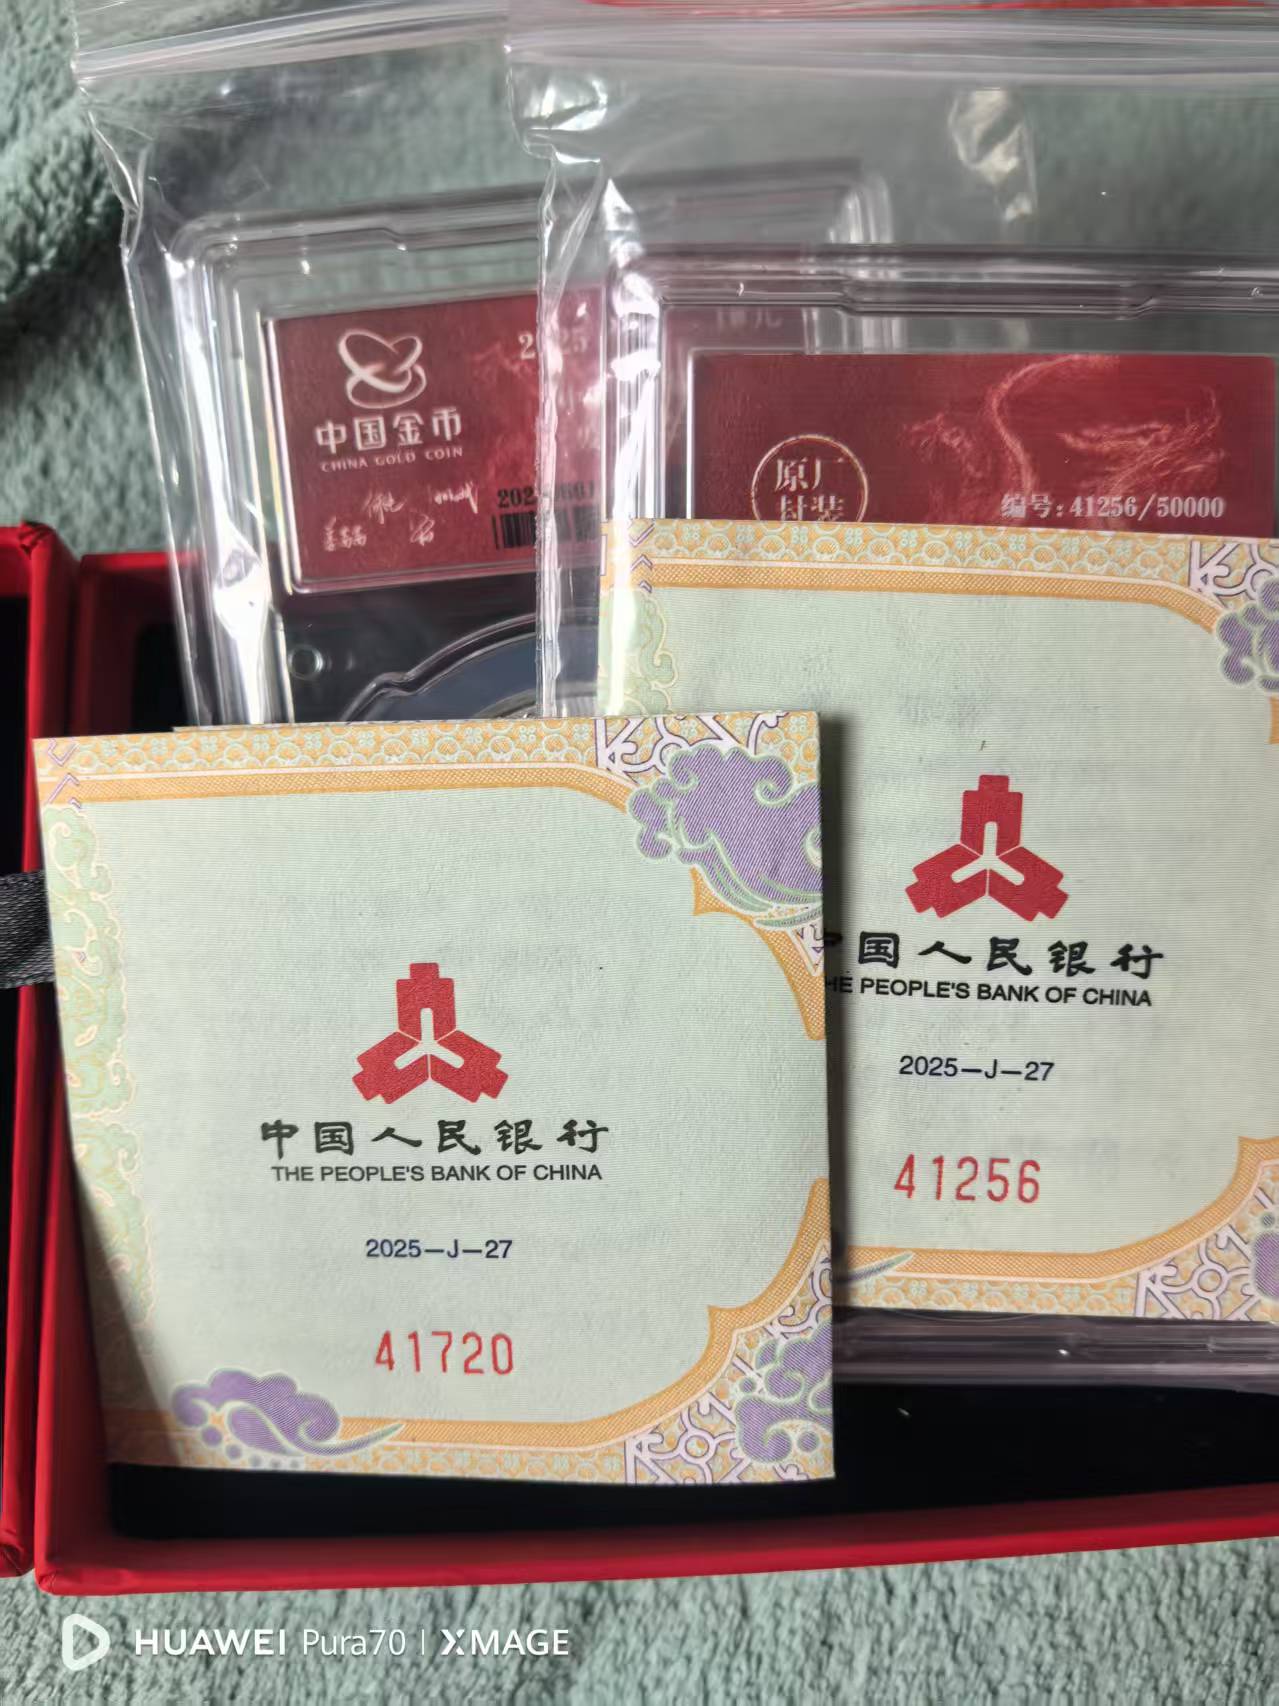 中国金币
CHINA GOLD COIN
原厂
封装
编号:41256/50000
中国人民银行
THE PEOPLE'S BANK OF CHINA
2025—J—27
41256
中国人民银行
THE PEOPLE'S BANK OF CHINA
2025—J—27
41720
HUAWEI Pura70 | XMAGE